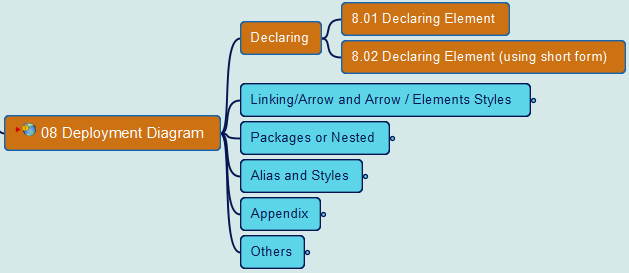 08 Deployment Diagram
Declaring
8.01 Declaring Element
8.02 Declaring Element (using short form)
Linking/Arrow and Arrow / Elements Styles
Packages or Nested
Alias and Styles
Appendix
Others